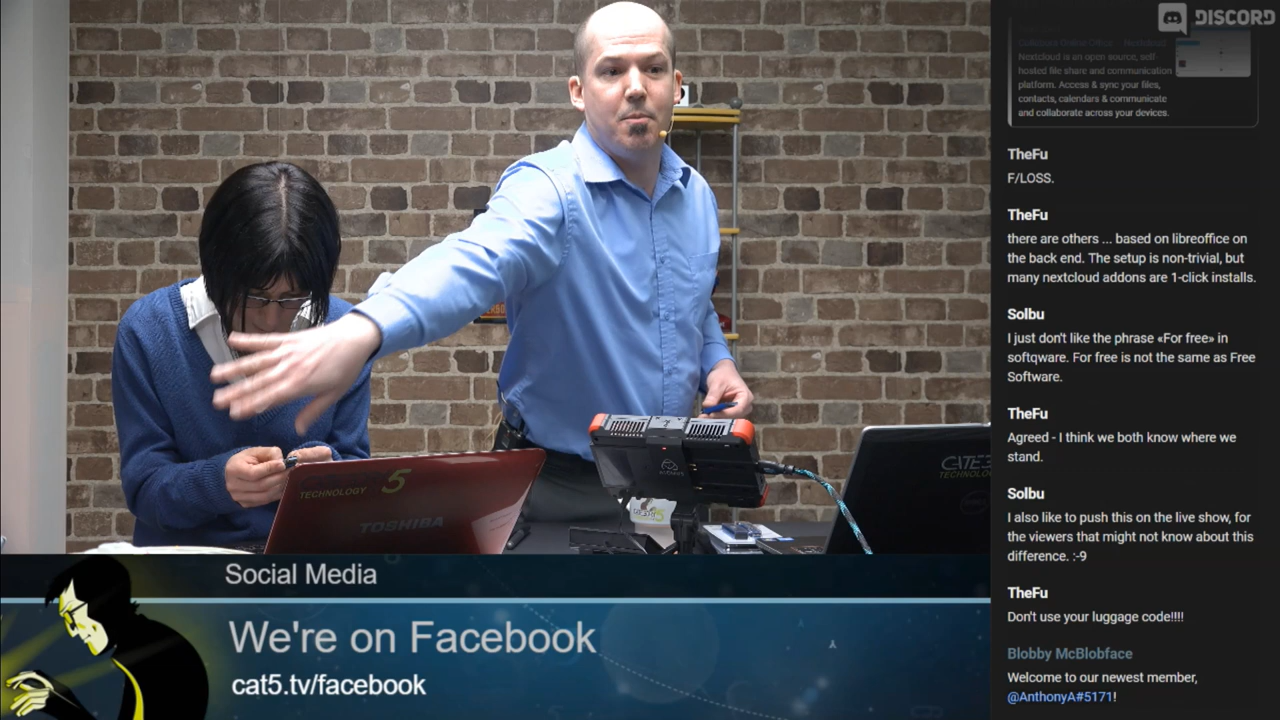 DISCORD
Nextcloud is an open source, self-
hosted file share and communication
platform. Access & sync your files,
contacts, calendars & communicate
and collaborate across your devices.
TheFu
F/LOSS.
TheFu
there are others ... based on libreoffice on
the back end. The setup is non-trivial, but
many nextcloud addons are 1-click installs.
Solbu
I just don't like the phrase «For free» in
softqware. For free is not the same as Free
Software.
TheFu
Agreed - I think we both know where we
stand.
Solbu
I also like to push this on the live show, for
the viewers that might not know about this
difference. :-9
TheFu
Don't use your luggage code!!!!
Blobby McBlobface
Welcome to our newest member,
@AnthonyA#5171!
TECHNOLOGY 5
TOSHIBA
Social Media
We're on Facebook
cat5.tv/facebook